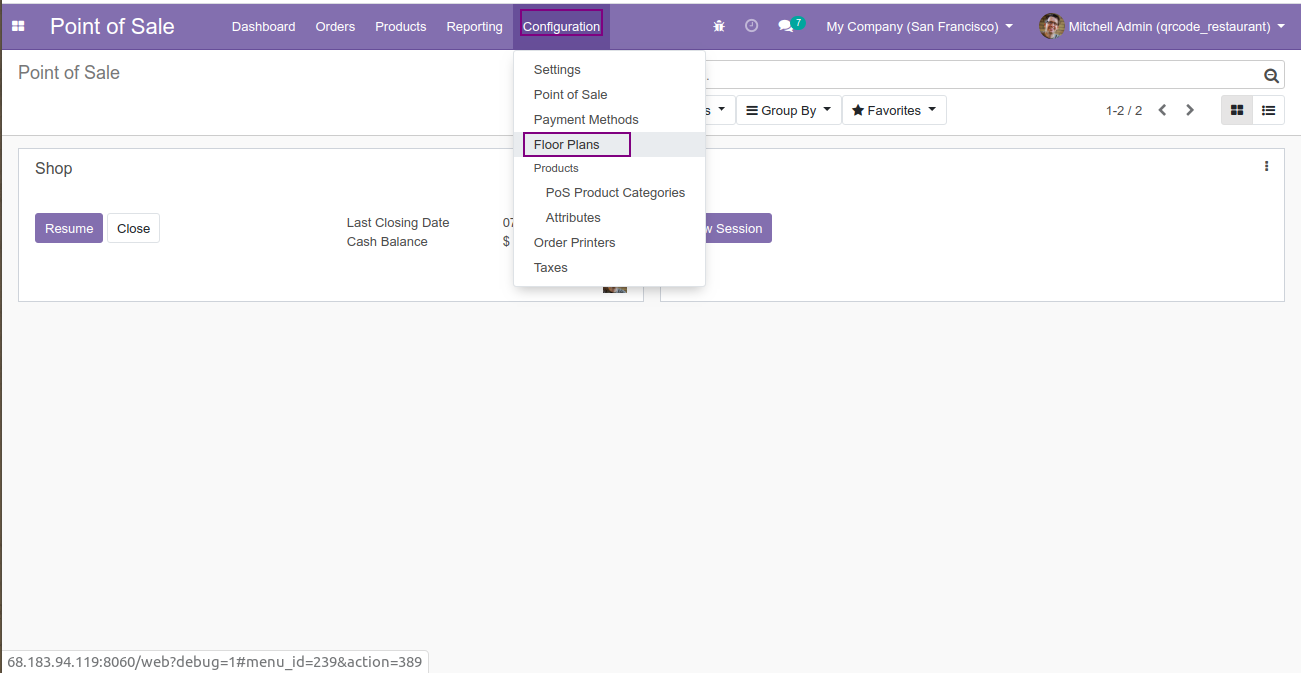 Point of Sale Dashboard Orders Products Reporting Configuration 7 My Company (San Francisco) Mitchell Admin (qrcode_restaurant)
Point of Sale
Settings
Point of Sale
Payment Methods
Floor Plans
Products
PoS Product Categories
Attributes
Order Printers
Taxes
Group By Favorites 1-2 / 2
Shop
Resume Close
Last Closing Date 07
Cash Balance $
Session
68.183.94.119:8060/web?debug=1#menu_id=239&action=389